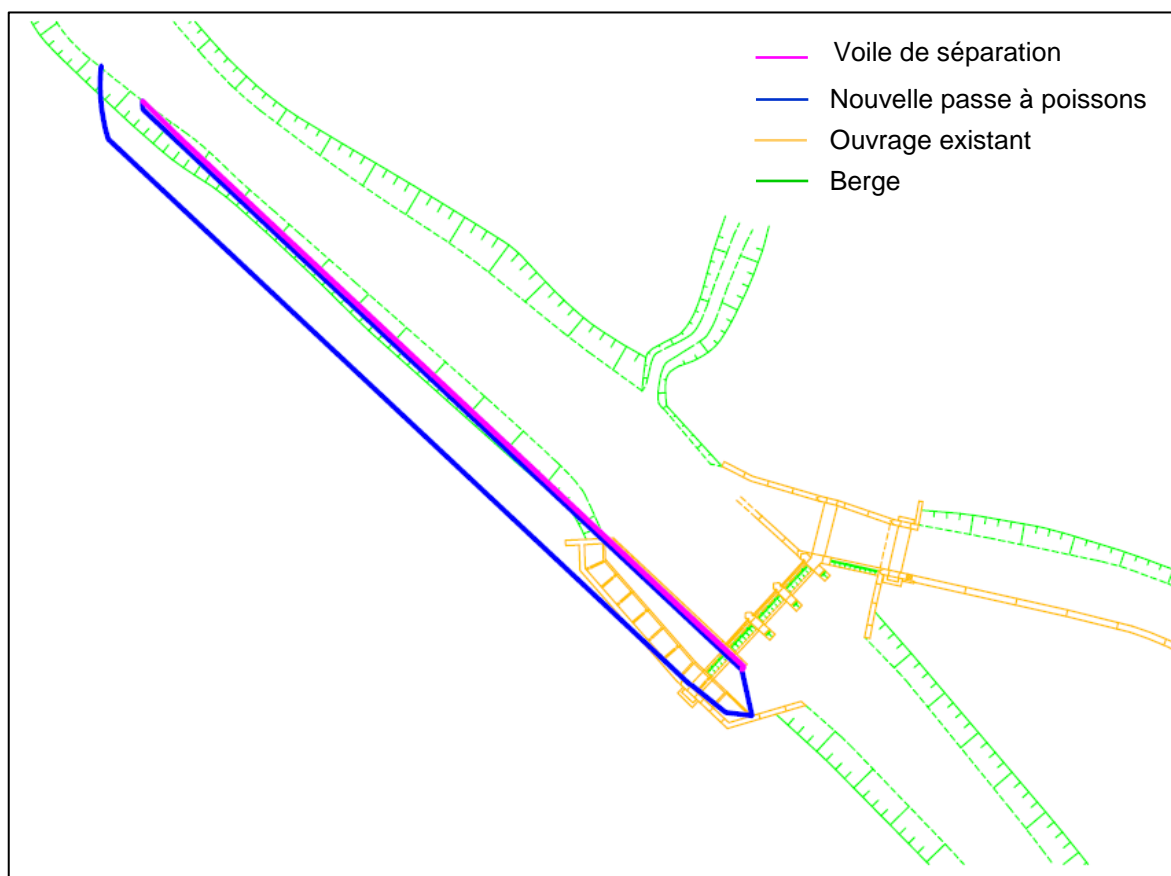 Voile de séparation
Nouvelle passe à poissons
Ouvrage existant
Berge